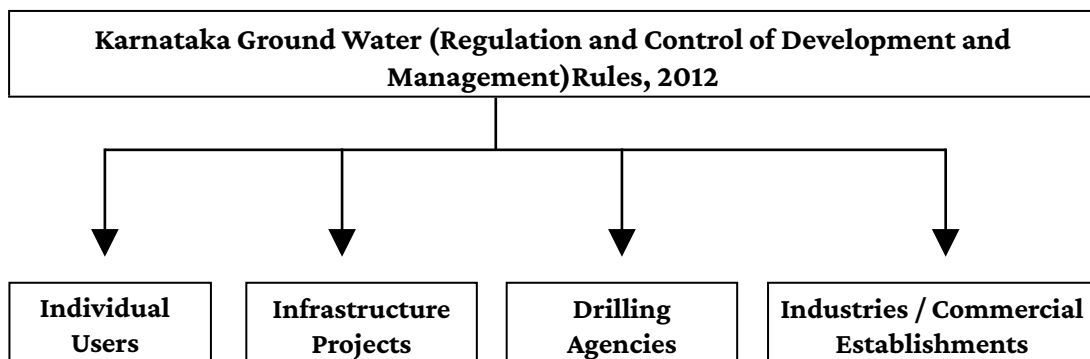 Karnataka Ground Water (Regulation and Control of Development and
Management)Rules, 2012
Individual
Users
Infrastructure
Projects
Drilling
Agencies
Industries / Commercial
Establishments